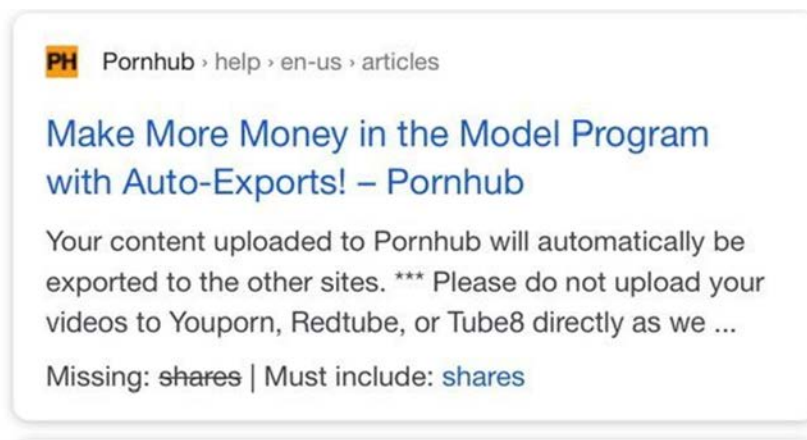 PH Pornhub › help › en-us › articles
Make More Money in the Model Program
with Auto-Exports! – Pornhub
Your content uploaded to Pornhub will automatically be
exported to the other sites. *** Please do not upload your
videos to Youporn, Redtube, or Tube8 directly as we ...
Missing: shares | Must include: shares